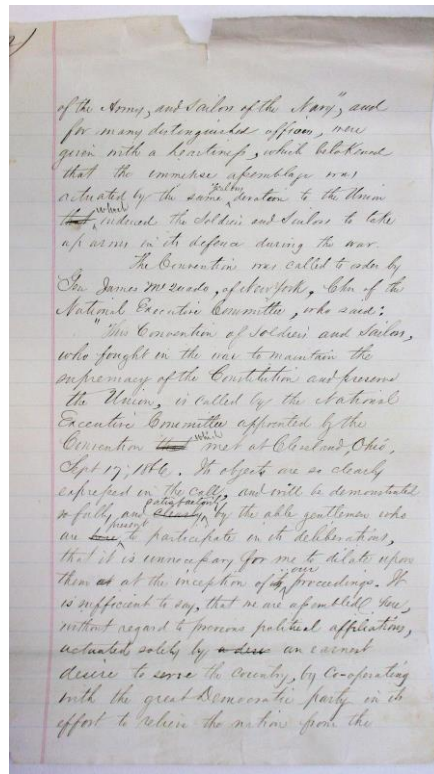 of the Army, and Sailors of the Navy", and
for many distinguished officers, were
given with a heartiness, which betokened
that the immense assemblage was
actuated by the same devotion to the Union
that which induced the Soldiers and Sailors to take
up arms in its defence during the war.
The Convention was called to order by
Gen James McQuade, of New York, Chn of the
National Executive Committee, who said:
"This Convention of Soldiers and Sailors,
who fought in the war to maintain the
supremacy of the Constitution and preserve
the Union, is called by the National
Executive Committee appointed by the
Convention that which met at Cleveland, Ohio,
Sept 17, 1866. It objects are so clearly
expressed in the call, and will be demonstrated
so fully, and clearly satisfactorily by the able gentlemen who
are here present to participate in its deliberations,
that it is unnecessary for me to dilate upon
them at at the inception of its our proceedings. It
is sufficient to say, that we are assembled here,
without regard to previous political affiliations,
actuated solely by a desire an earnest
desire to serve the country, by co-operating
with the great Democratic party in its
effort to relieve the nation from the